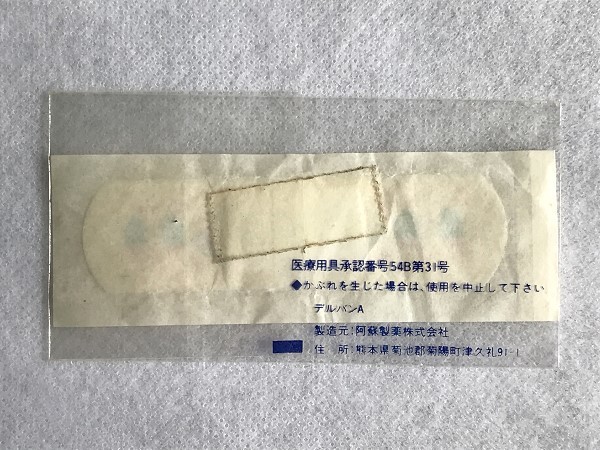 医療用具承認番号54B第31号
◆かぶれを生じた場合は、使用を中止して下さい
デルバンA
製造元:阿蘇製薬株式会社
住　所:熊本県菊池郡菊陽町津久礼91-1